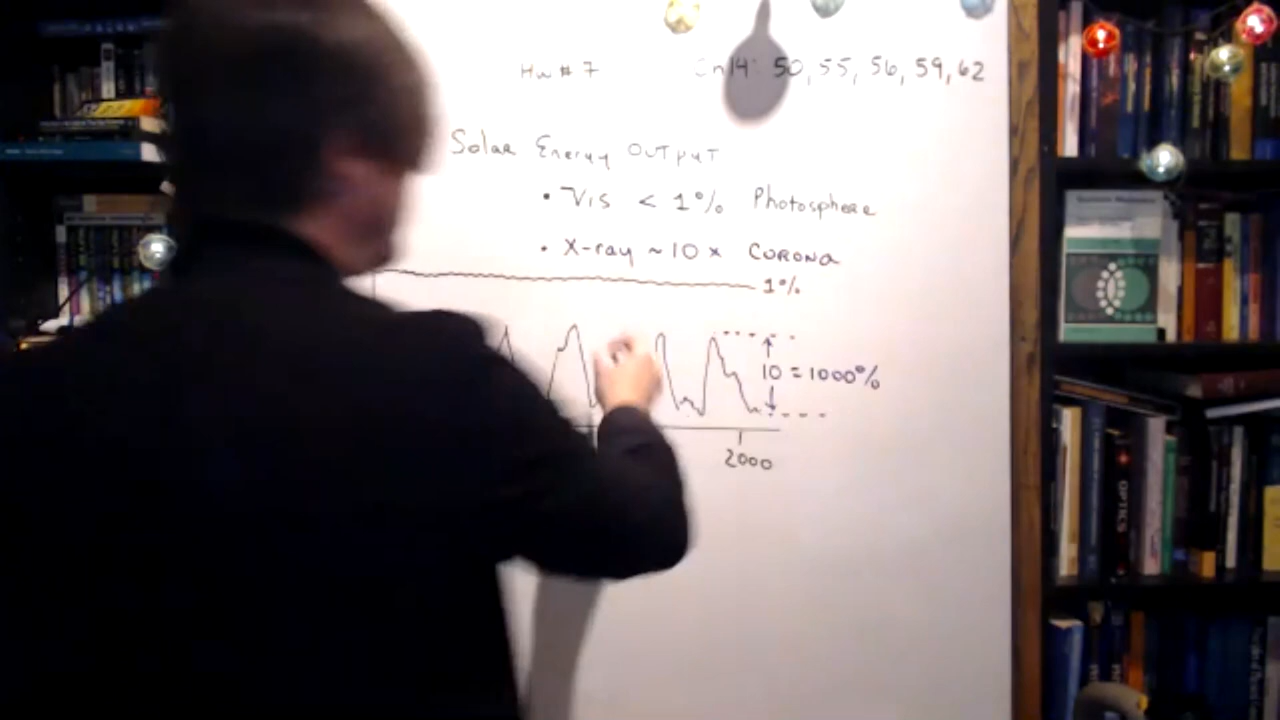 Hw # 7 Ch14: 50, 55, 56, 59, 62
Solar Energy Output
• Vis < 1% Photosphere
• X-ray ~ 10 x Corona
1%
10 = 1000%
2000
OPTICS